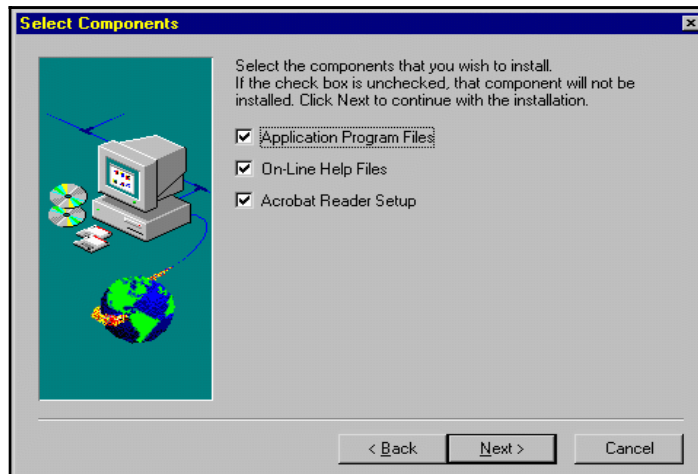 Select Components
Select the components that you wish to install.
If the check box is unchecked, that component will not be
installed. Click Next to continue with the installation.
Application Program Files
On-Line Help Files
Acrobat Reader Setup
< Back
Next >
Cancel